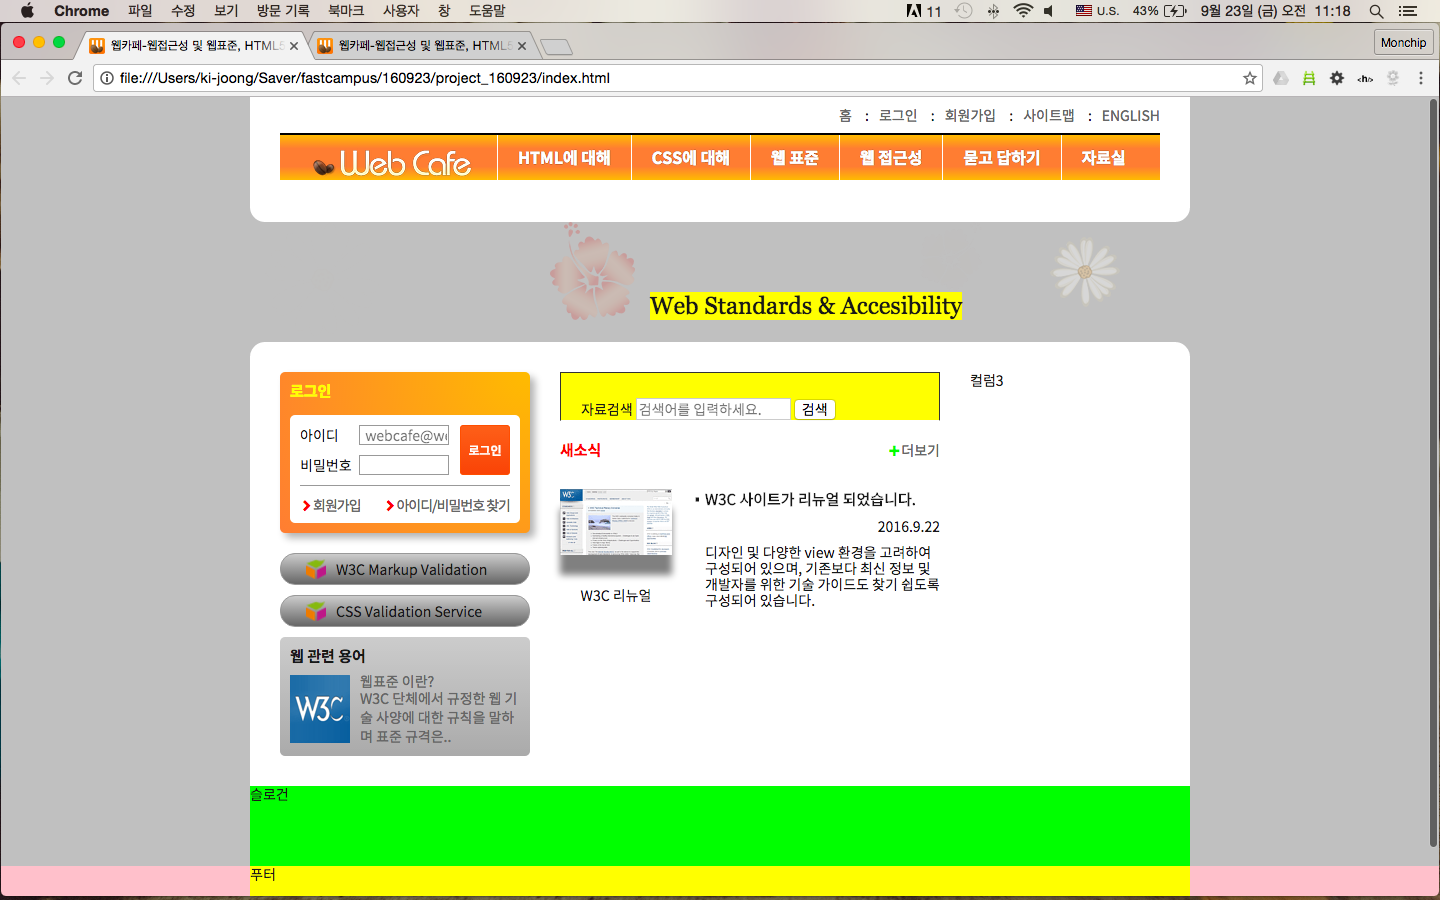 Chrome 파일 수정 보기 방문 기록 북마크 사용자 창 도움말 11 U.S. 43% 9월 23일 (금) 오전 11:18
웹카페-웹접근성 및 웹표준, HTML5 웹카페-웹접근성 및 웹표준, HTML5 Monchip
file:///Users/ki-joong/Saver/fastcampus/160923/project_160923/index.html <h/>
홈 : 로그인 : 회원가입 : 사이트맵 : ENGLISH
Web Cafe HTML에 대해 CSS에 대해 웹 표준 웹 접근성 묻고 답하기 자료실
Web Standards & Accesibility
로그인
아이디 webcafe@we
비밀번호
로그인
회원가입 아이디/비밀번호 찾기
W3C Markup Validation
CSS Validation Service
웹 관련 용어
W3C
웹표준 이란?
W3C 단체에서 규정한 웹 기
술 사양에 대한 규칙을 말하
며 표준 규격은..
자료검색 검색어를 입력하세요. 검색
새소식 +더보기
W3C
W3C 리뉴얼
▪ W3C 사이트가 리뉴얼 되었습니다.
2016.9.22
디자인 및 다양한 view 환경을 고려하여
구성되어 있으며, 기존보다 최신 정보 및
개발자를 위한 기술 가이드도 찾기 쉽도록
구성되어 있습니다.
컬럼3
슬로건
푸터